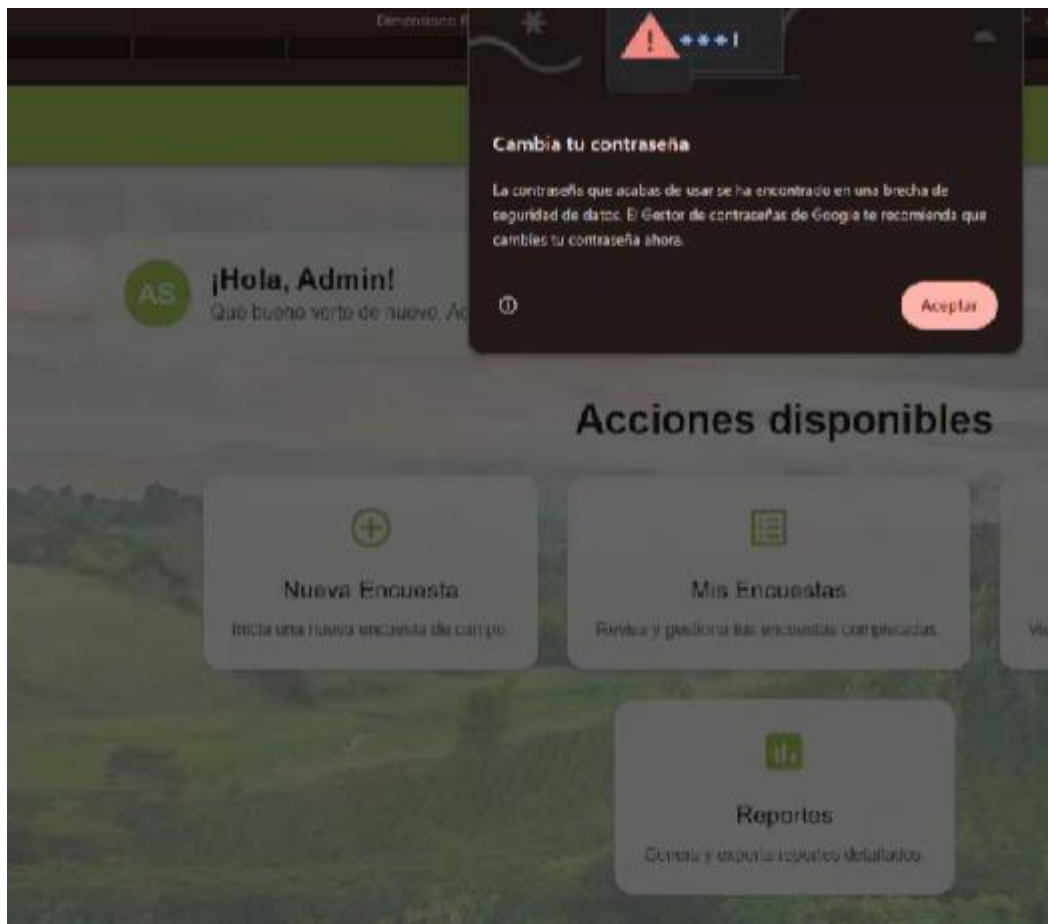 Dimensions
Cambia tu contraseña
La contraseña que acabas de usar se ha encontrado en una brecha de
seguridad de datos. El Gestor de contraseñas de Google te recomienda que
cambies tu contraseña ahora.
Aceptar
AS
¡Hola, Admin!
Qué bueno verte de nuevo.
Acciones disponibles
Nueva Encuesta
Inicia una nueva encuesta de campo.
Mis Encuestas
Revisa y gestiona tus encuestas completadas.
Reportes
Genera y exporta reportes detallados.